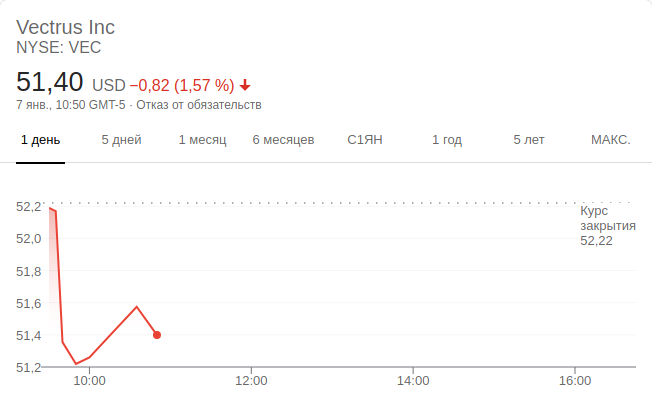 Vectrus Inc
NYSE: VEC
51,40 USD −0,82 (1,57 %)
7 янв., 10:50 GMT-5 · Отказ от обязательств
1 день 5 дней 1 месяц 6 месяцев С1ЯН 1 год 5 лет МАКС.
52,2
Курс
закрытия
52,22
52,0
51,8
51,6
51,4
51,2
10:00 12:00 14:00 16:00